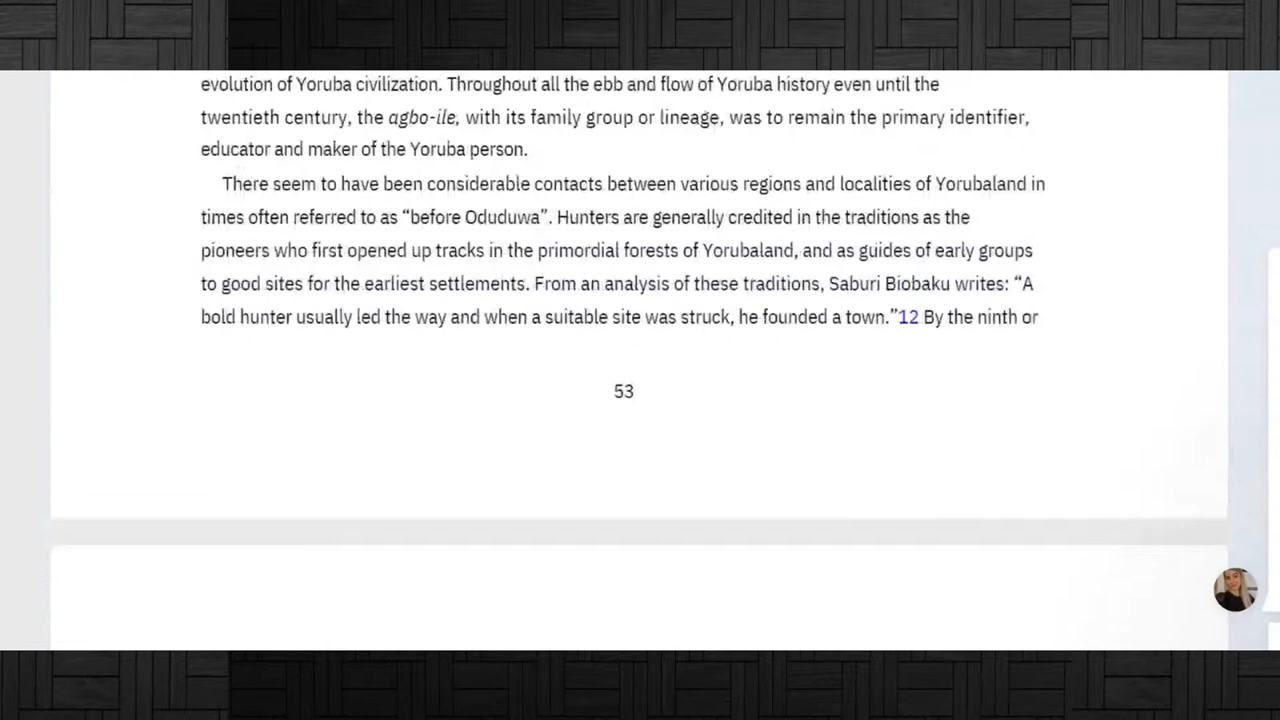 evolution of Yoruba civilization. Throughout all the ebb and flow of Yoruba history even until the
twentieth century, the agbo-ile, with its family group or lineage, was to remain the primary identifier,
educator and maker of the Yoruba person.
There seem to have been considerable contacts between various regions and localities of Yorubaland in
times often referred to as “before Oduduwa”. Hunters are generally credited in the traditions as the
pioneers who first opened up tracks in the primordial forests of Yorubaland, and as guides of early groups
to good sites for the earliest settlements. From an analysis of these traditions, Saburi Biobaku writes: “A
bold hunter usually led the way and when a suitable site was struck, he founded a town.”12 By the ninth or
53